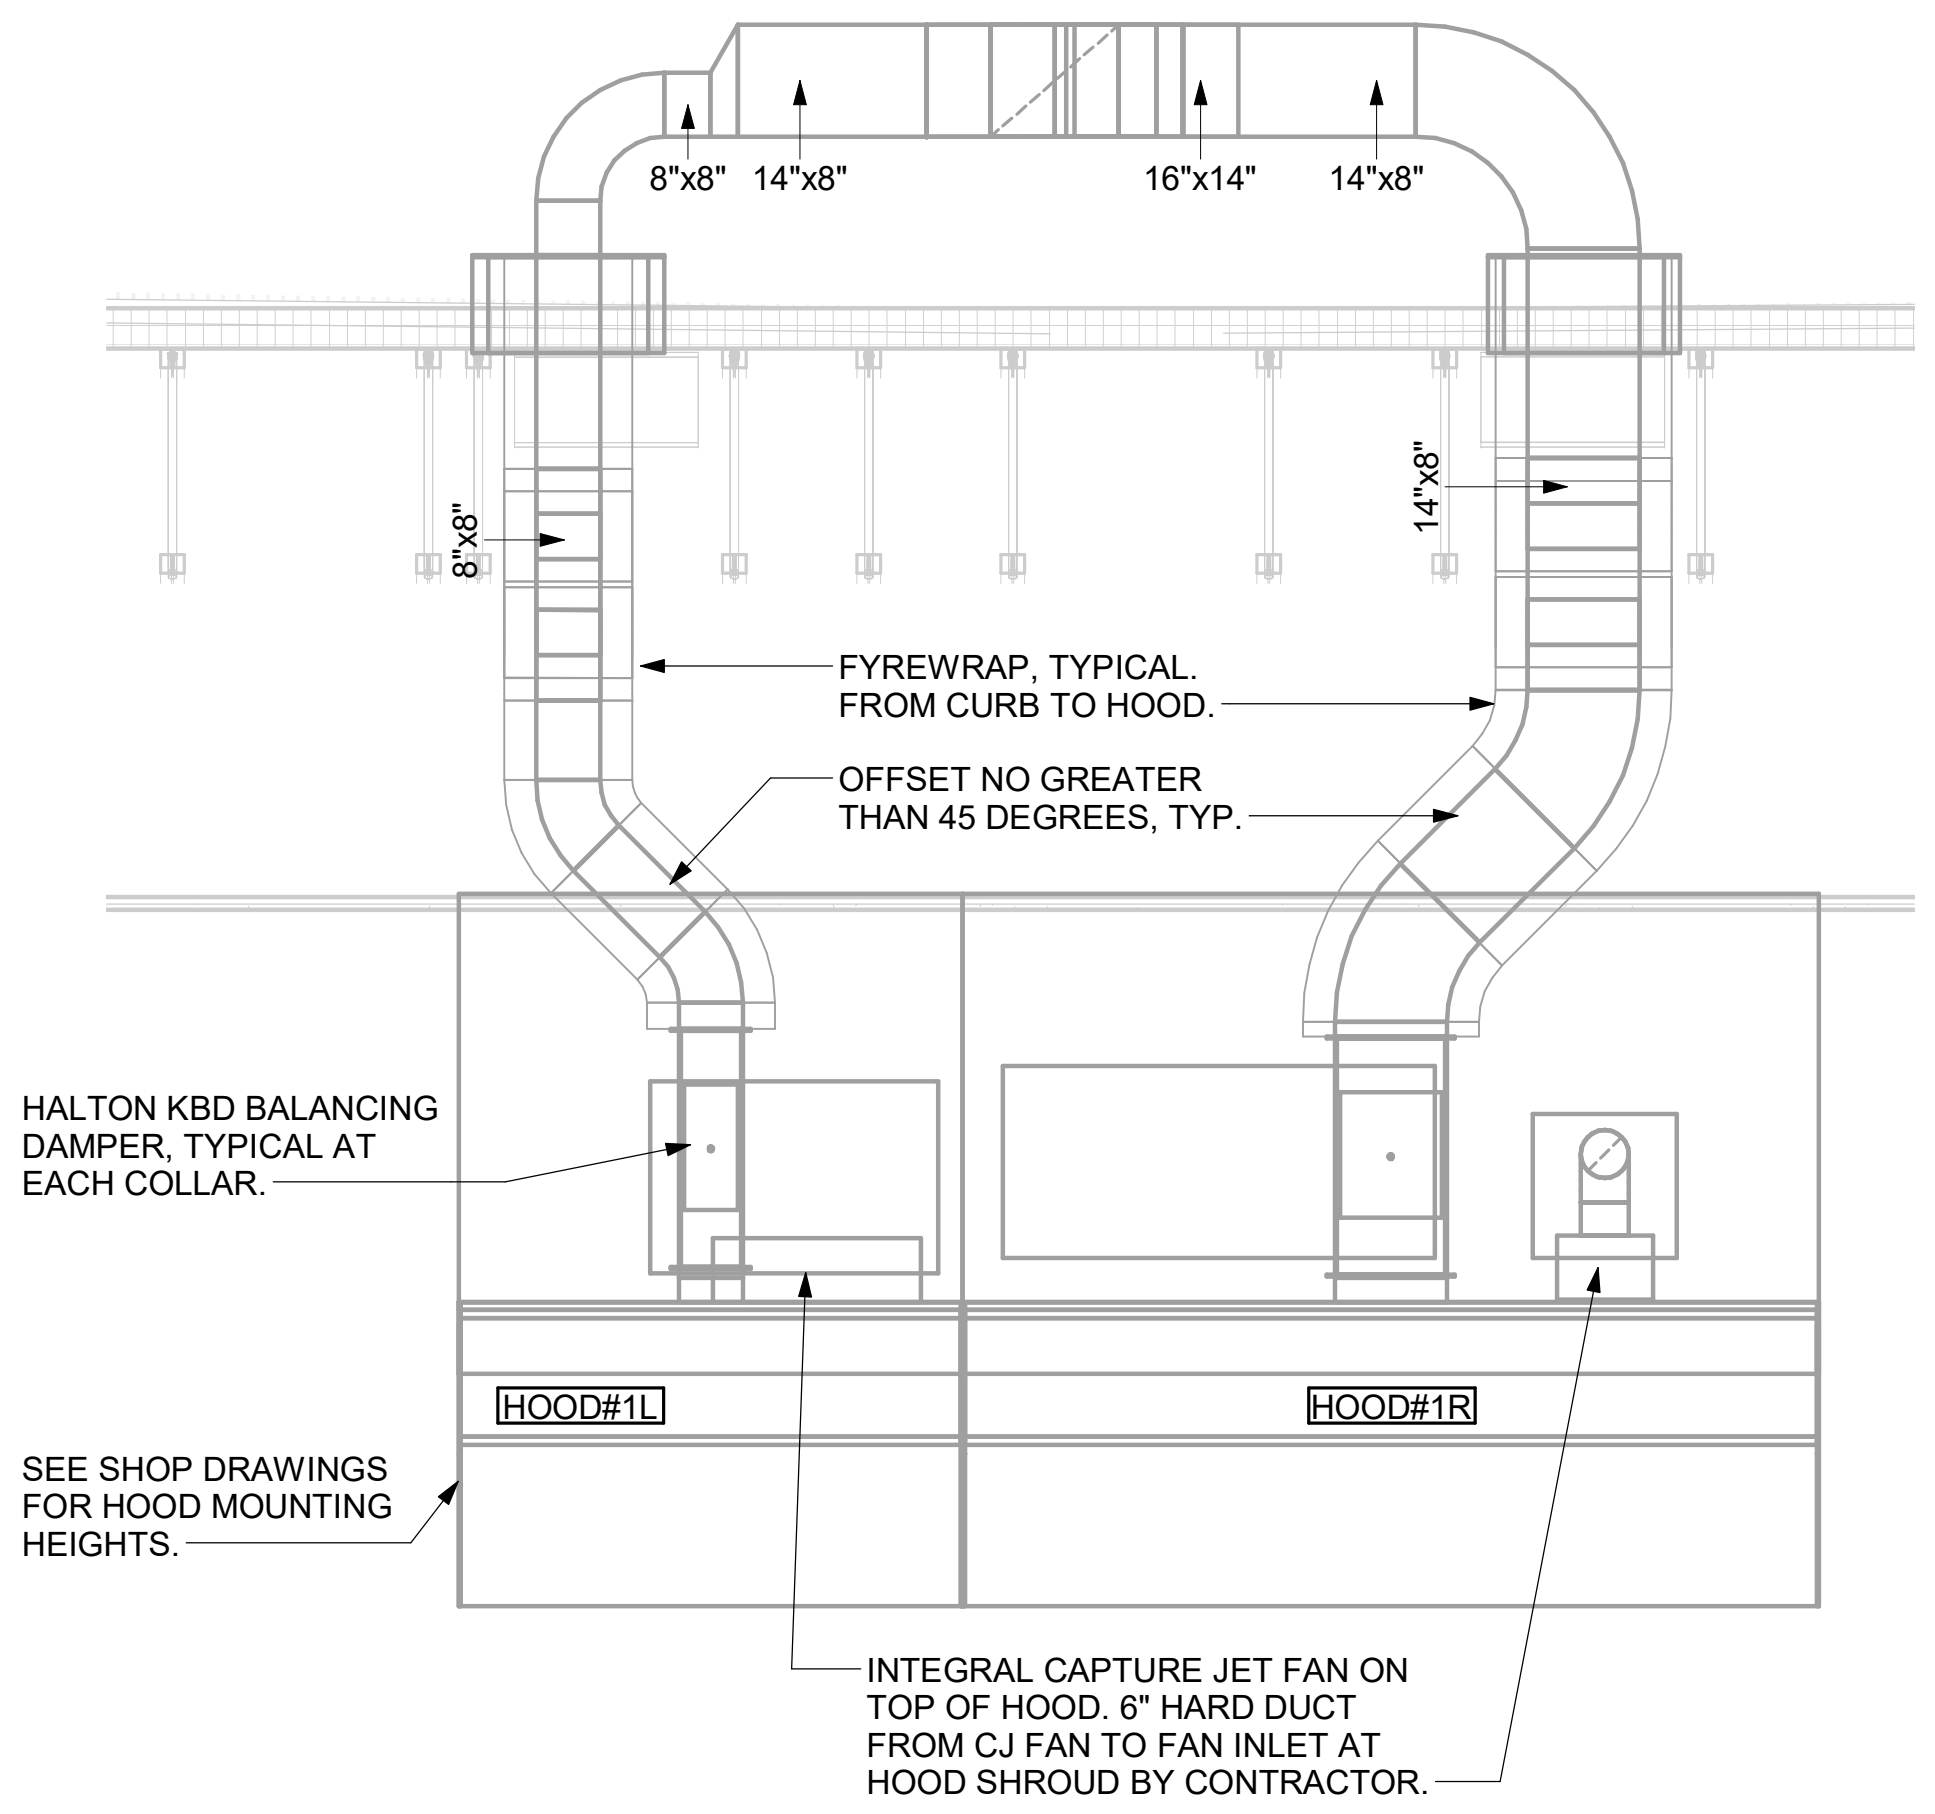 8"x8"
14"x8"
16"x14"
14"x8"
8"x8"
14"x8"
FYREWRAP, TYPICAL.
FROM CURB TO HOOD.
OFFSET NO GREATER
THAN 45 DEGREES, TYP.
HALTON KBD BALANCING
DAMPER, TYPICAL AT
EACH COLLAR.
HOOD#1L
HOOD#1R
SEE SHOP DRAWINGS
FOR HOOD MOUNTING
HEIGHTS.
INTEGRAL CAPTURE JET FAN ON
TOP OF HOOD. 6" HARD DUCT
FROM CJ FAN TO FAN INLET AT
HOOD SHROUD BY CONTRACTOR.